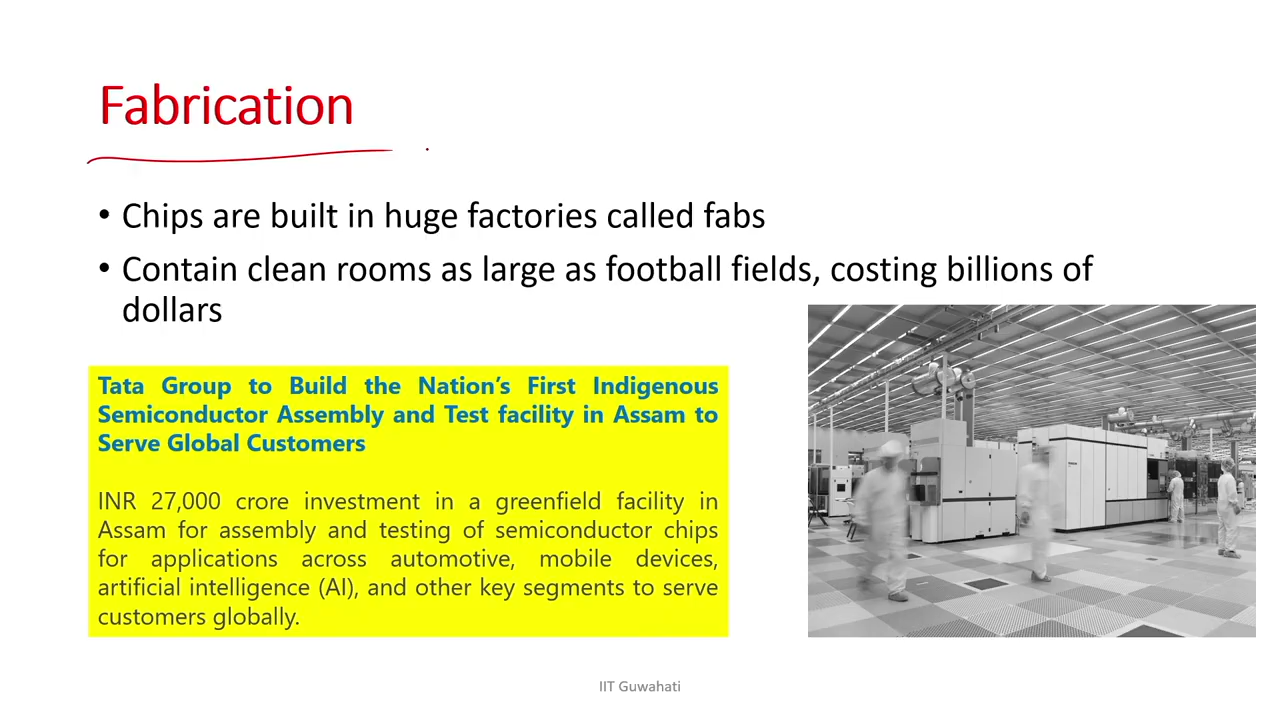 Fabrication
• Chips are built in huge factories called fabs
• Contain clean rooms as large as football fields, costing billions of
dollars
Tata Group to Build the Nation’s First Indigenous
Semiconductor Assembly and Test facility in Assam to
Serve Global Customers
INR 27,000 crore investment in a greenfield facility in
Assam for assembly and testing of semiconductor chips
for applications across automotive, mobile devices,
artificial intelligence (AI), and other key segments to serve
customers globally.
IIT Guwahati